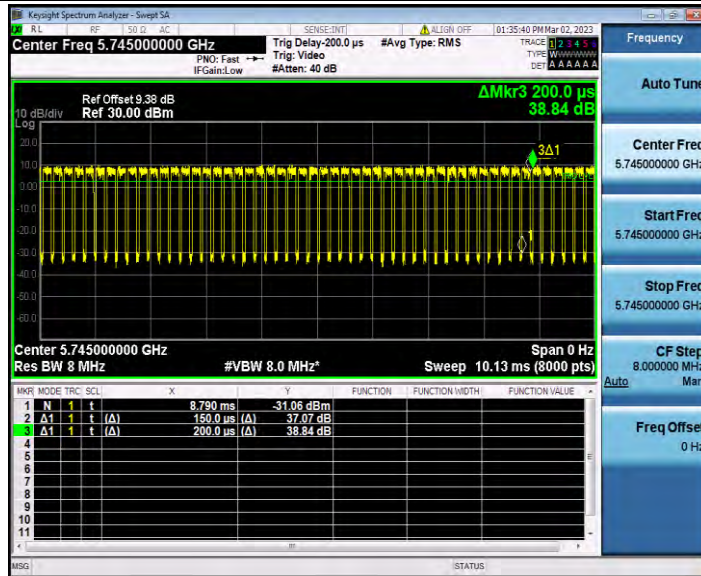 Keysight Spectrum Analyzer - Swept SA
RL RF 50 Ω AC SENSE:INT ALIGN OFF 01:35:40 PM Mar 02, 2023
Center Freq 5.745000000 GHz
PNO: Fast
IFGain:Low
Trig Delay-200.0 µs
Trig: Video
#Atten: 40 dB
#Avg Type: RMS
TRACE 1 2 3 4 5 6
TYPE W
DET A A A A A A
Ref Offset 9.38 dB
10 dB/div Ref 30.00 dBm
Log
ΔMkr3 200.0 µs
38.84 dB
20.0
10.0
0.00
-10.0
-20.0
-30.0
-40.0
-50.0
-60.0
3Δ1
1
Center 5.745000000 GHz Span 0 Hz
Res BW 8 MHz #VBW 8.0 MHz* Sweep 10.13 ms (8000 pts)
MKR MODE TRC SCL X Y FUNCTION FUNCTION WIDTH FUNCTION VALUE
1 N 1 t 8.790 ms -31.06 dBm
2 Δ1 1 t (Δ) 150.0 µs (Δ) 37.07 dB
3 Δ1 1 t (Δ) 200.0 µs (Δ) 38.84 dB
4
5
6
7
8
9
10
11
MSG STATUS
Frequency
Auto Tune
Center Freq
5.745000000 GHz
Start Freq
5.745000000 GHz
Stop Freq
5.745000000 GHz
CF Step
8.000000 MHz
Auto Man
Freq Offset
0 Hz